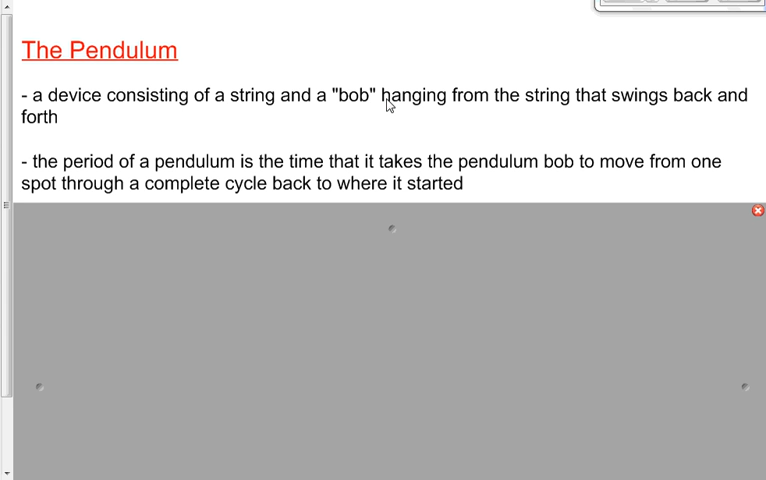 The Pendulum
- a device consisting of a string and a "bob" hanging from the string that swings back and
forth
- the period of a pendulum is the time that it takes the pendulum bob to move from one
spot through a complete cycle back to where it started